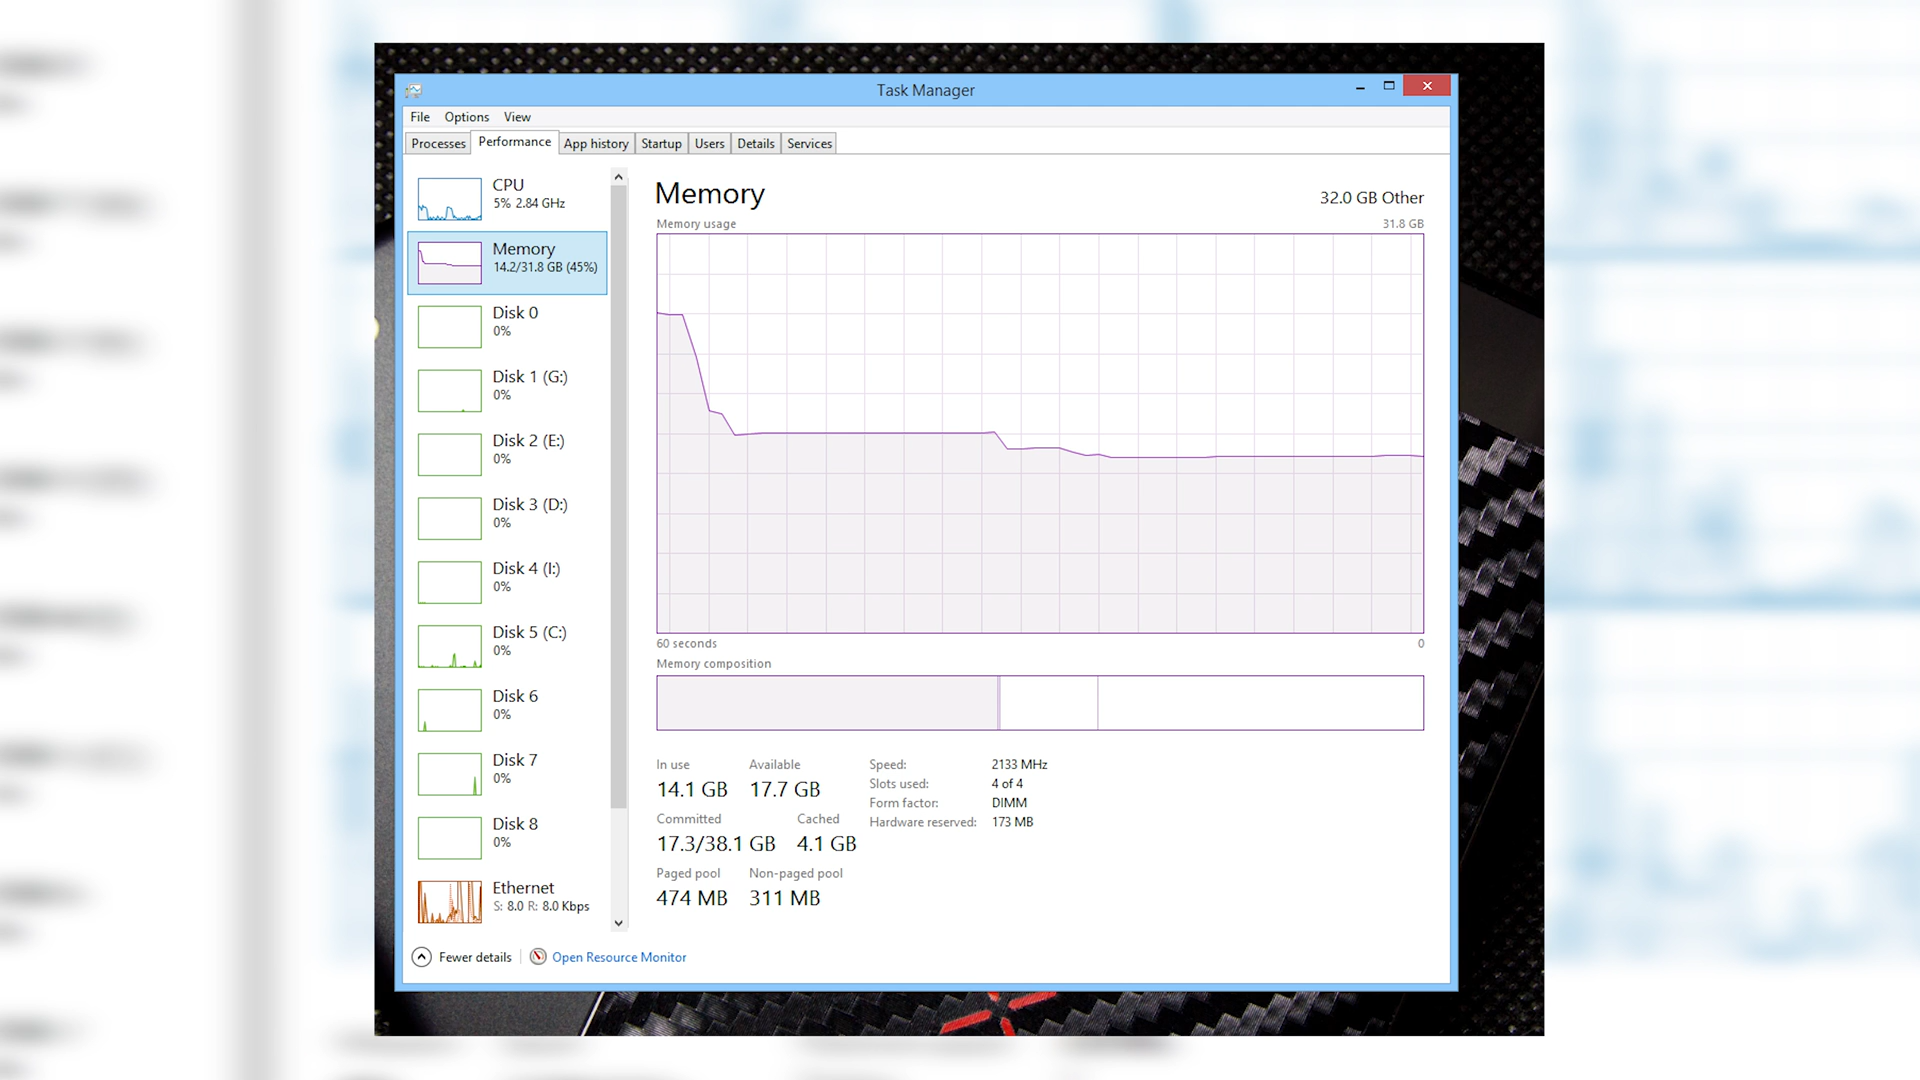 Task Manager
File Options View
Processes Performance App history Startup Users Details Services
CPU
5% 2.84 GHz
Memory
14.2/31.8 GB (45%)
Disk 0
0%
Disk 1 (G:)
0%
Disk 2 (E:)
0%
Disk 3 (D:)
0%
Disk 4 (I:)
0%
Disk 5 (C:)
0%
Disk 6
0%
Disk 7
0%
Disk 8
0%
Ethernet
S: 8.0 R: 8.0 Kbps
Memory 32.0 GB Other
Memory usage 31.8 GB
60 seconds 0
Memory composition
In use Available
14.1 GB 17.7 GB
Committed Cached
17.3/38.1 GB 4.1 GB
Paged pool Non-paged pool
474 MB 311 MB
Speed: 2133 MHz
Slots used: 4 of 4
Form factor: DIMM
Hardware reserved: 173 MB
Fewer details Open Resource Monitor